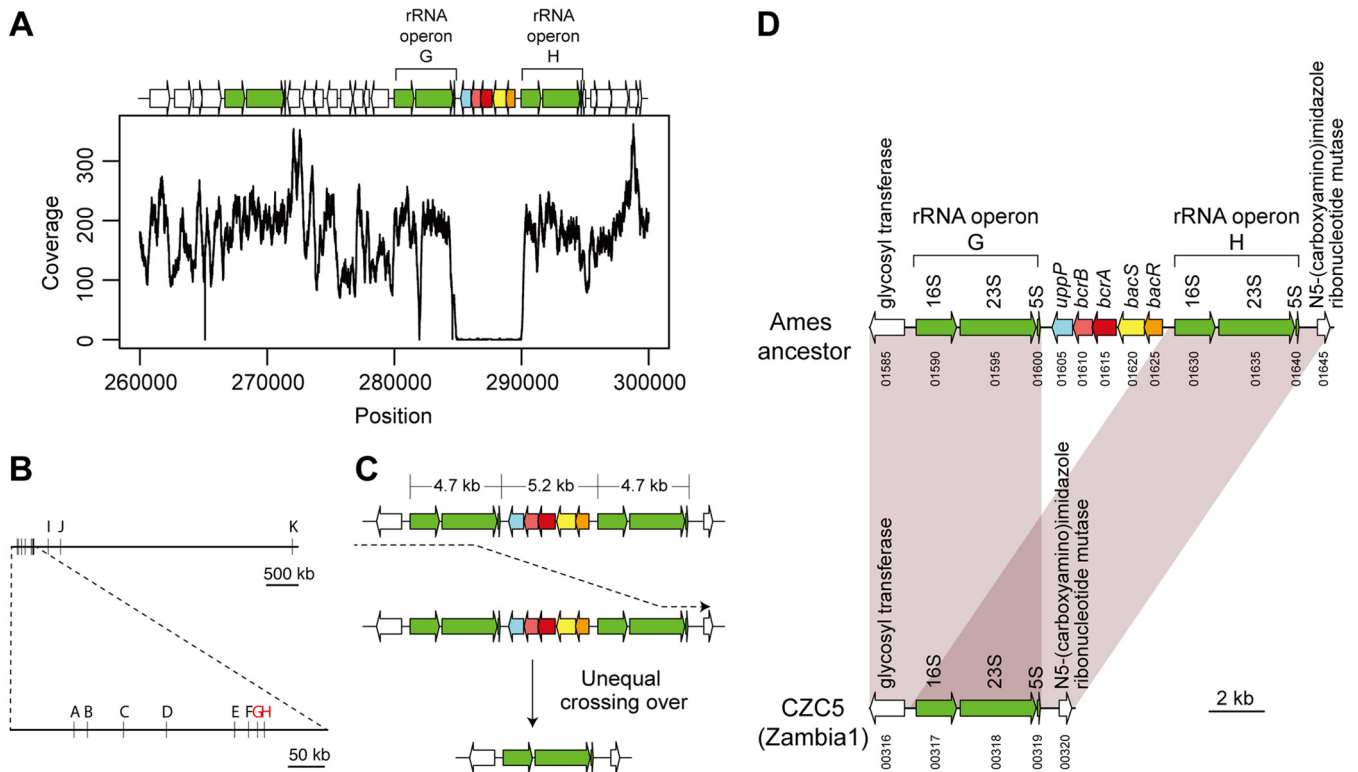 A
rRNA
operon
G
rRNA
operon
H
Coverage
300
200
100
0
260000 270000 280000 290000 300000
Position
B
I J K
500 kb
A B C D E F G H
50 kb
C
4.7 kb 5.2 kb 4.7 kb
Unequal
crossing over
D
glycosyl transferase
rRNA operon
G
16S 23S 5S
uppP bcrB bcrA bacS bacR
rRNA operon
H
16S 23S 5S
N5-(carboxyamino)imidazole
ribonucleotide mutase
Ames
ancestor
01585 01590 01595 01600 01605 01610 01615 01620 01625 01630 01635 01640 01645
glycosyl transferase
16S 23S 5S
N5-(carboxyamino)imidazole
ribonucleotide mutase
CZC5
(Zambia1)
00316 00317 00318 00319 00320
2 kb